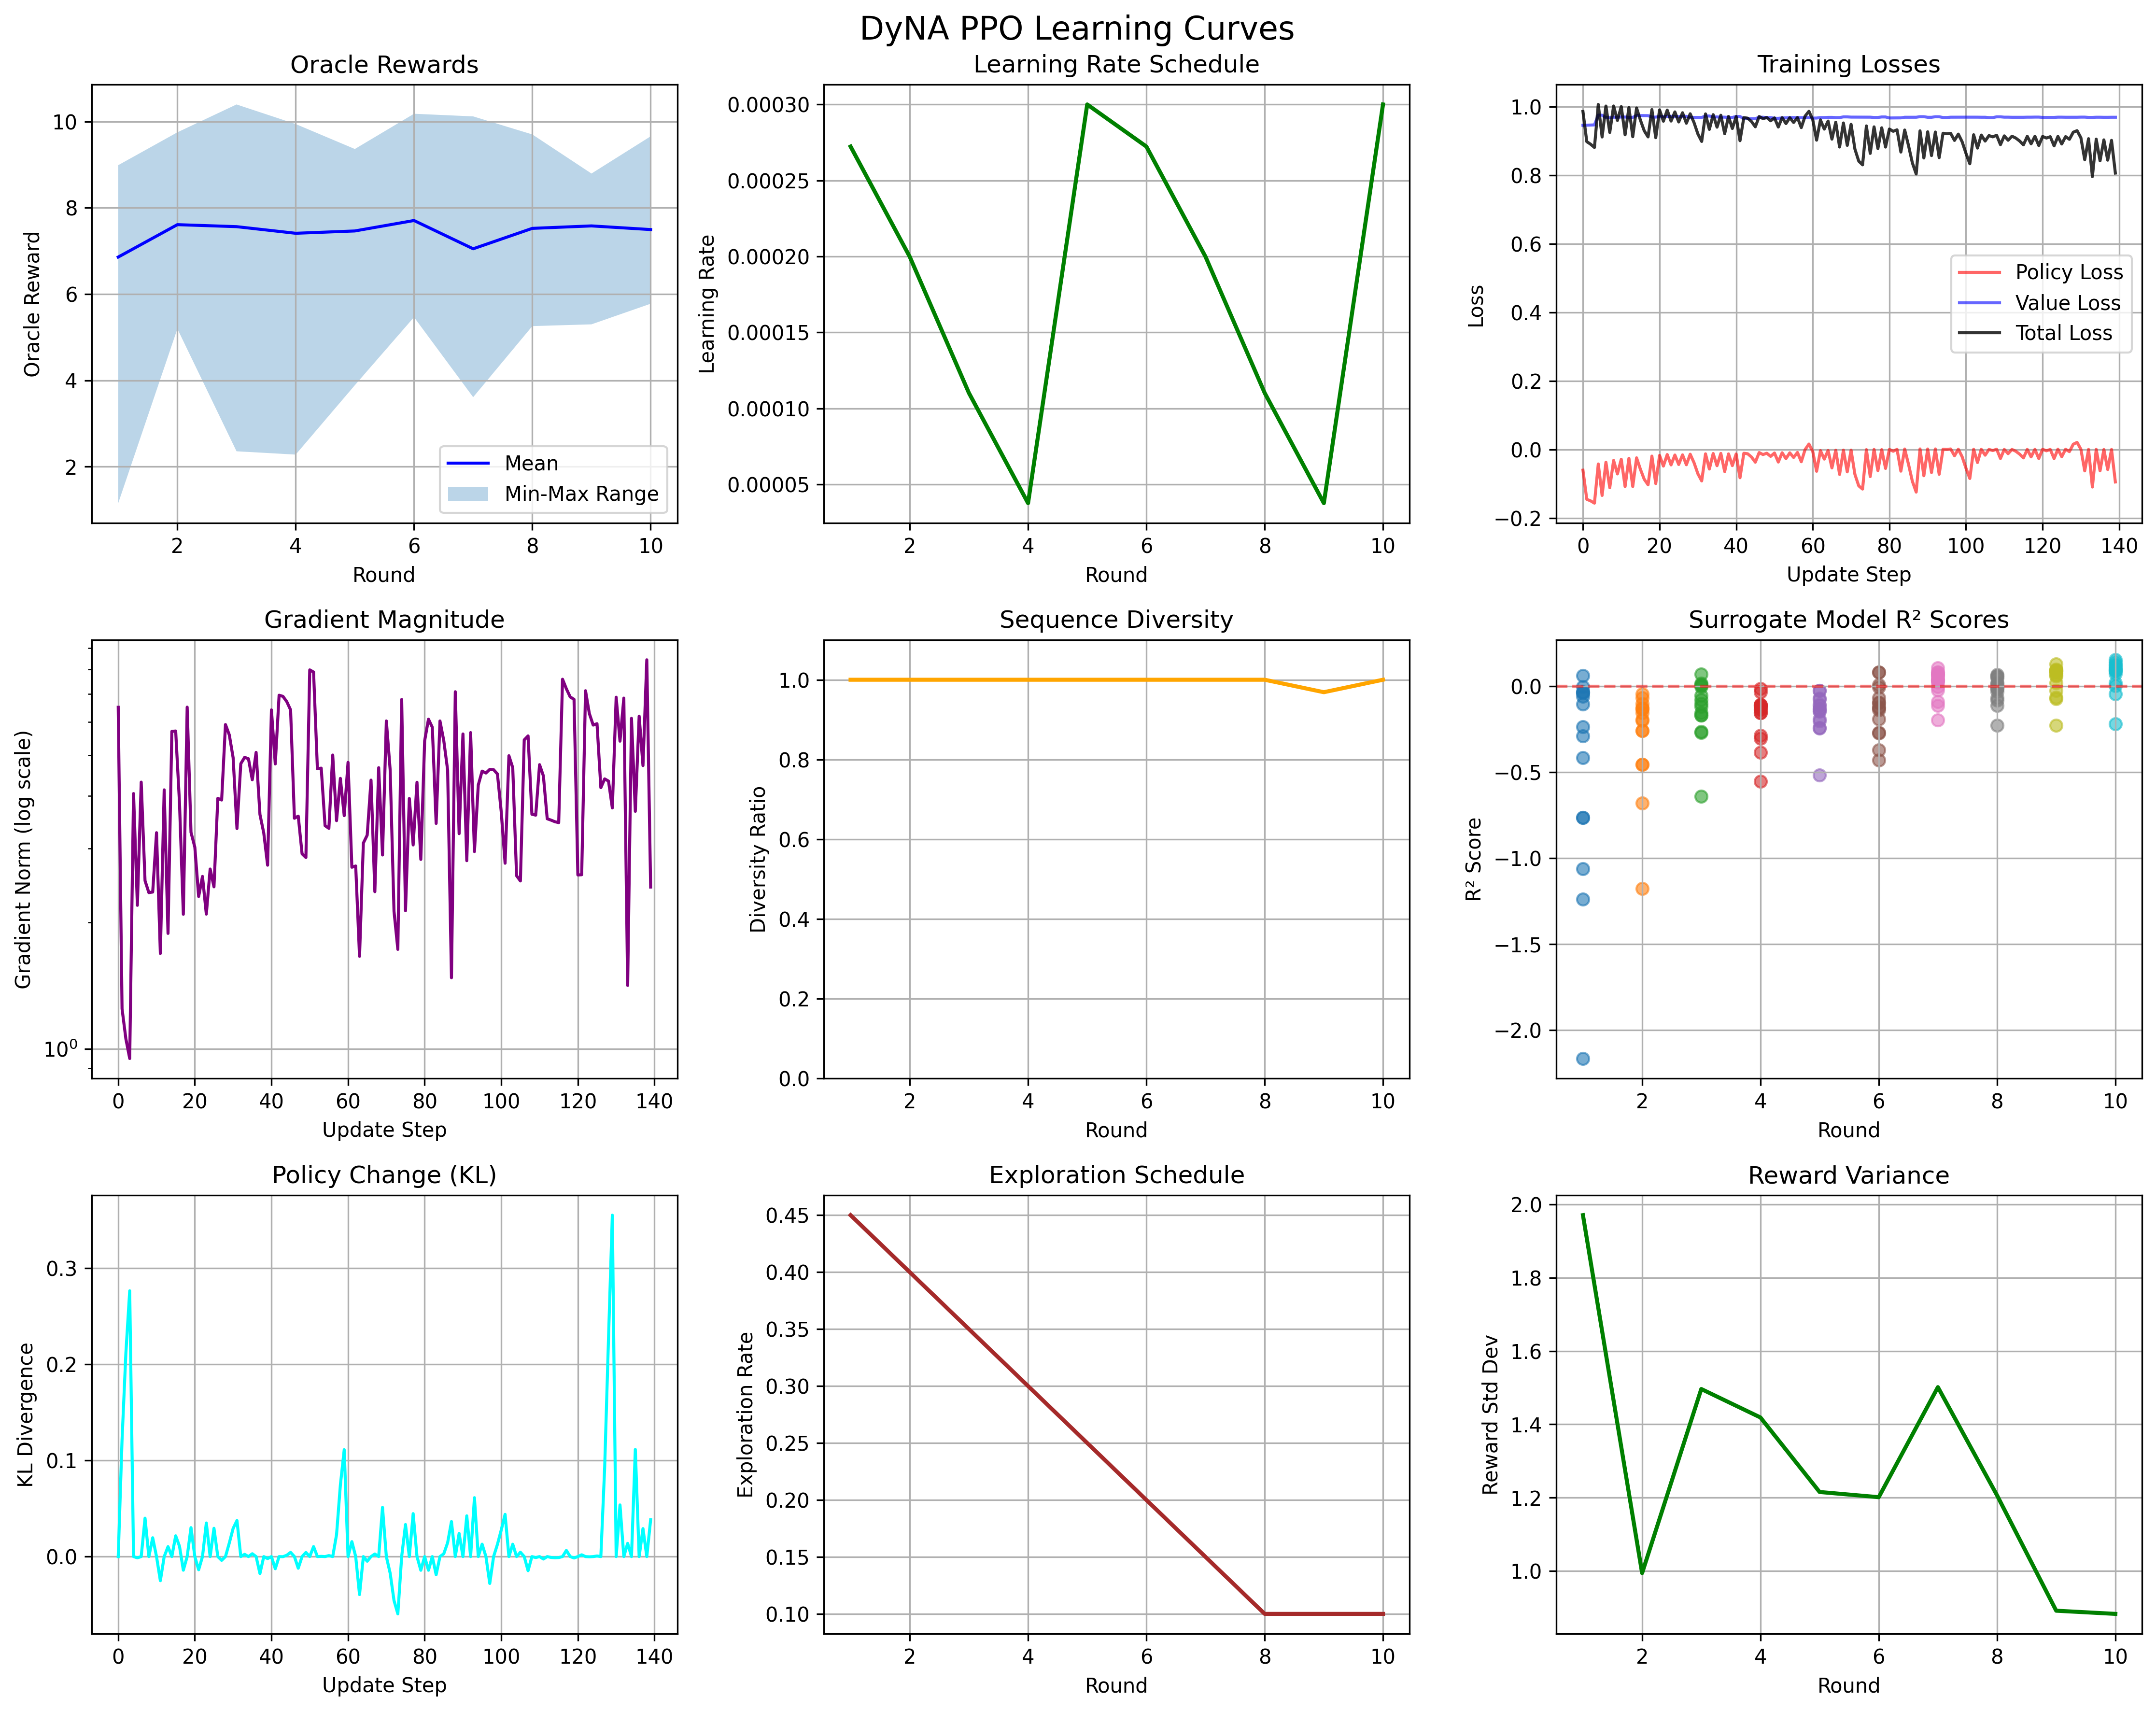 DyNA PPO Learning Curves
Oracle Rewards
Oracle Reward
10
8
6
4
2
Mean
Min-Max Range
2 4 6 8 10
Round
Learning Rate Schedule
Learning Rate
0.00030
0.00025
0.00020
0.00015
0.00010
0.00005
2 4 6 8 10
Round
Training Losses
Loss
1.0
0.8
0.6
0.4
0.2
0.0
−0.2
Policy Loss
Value Loss
Total Loss
0 20 40 60 80 100 120 140
Update Step
Gradient Magnitude
Gradient Norm (log scale)
10⁰
0 20 40 60 80 100 120 140
Update Step
Sequence Diversity
Diversity Ratio
1.0
0.8
0.6
0.4
0.2
0.0
2 4 6 8 10
Round
Surrogate Model R² Scores
R² Score
0.0
−0.5
−1.0
−1.5
−2.0
2 4 6 8 10
Round
Policy Change (KL)
KL Divergence
0.3
0.2
0.1
0.0
0 20 40 60 80 100 120 140
Update Step
Exploration Schedule
Exploration Rate
0.45
0.40
0.35
0.30
0.25
0.20
0.15
0.10
2 4 6 8 10
Round
Reward Variance
Reward Std Dev
2.0
1.8
1.6
1.4
1.2
1.0
2 4 6 8 10
Round